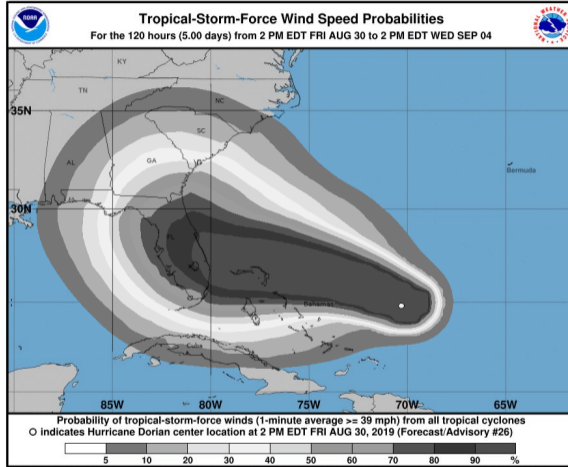 NOAA
Tropical-Storm-Force Wind Speed Probabilities
For the 120 hours (5.00 days) from 2 PM EDT FRI AUG 30 to 2 PM EDT WED SEP 04
KY
TN
NC
35N
SC
AL
GA
Bermuda
30N
FL
Bahamas
Cuba
85W 80W 75W 70W 65W
Probability of tropical-storm-force winds (1-minute average >= 39 mph) from all tropical cyclones
O indicates Hurricane Dorian center location at 2 PM EDT FRI AUG 30, 2019 (Forecast/Advisory #26)
5 10 20 30 40 50 60 70 80 90 %